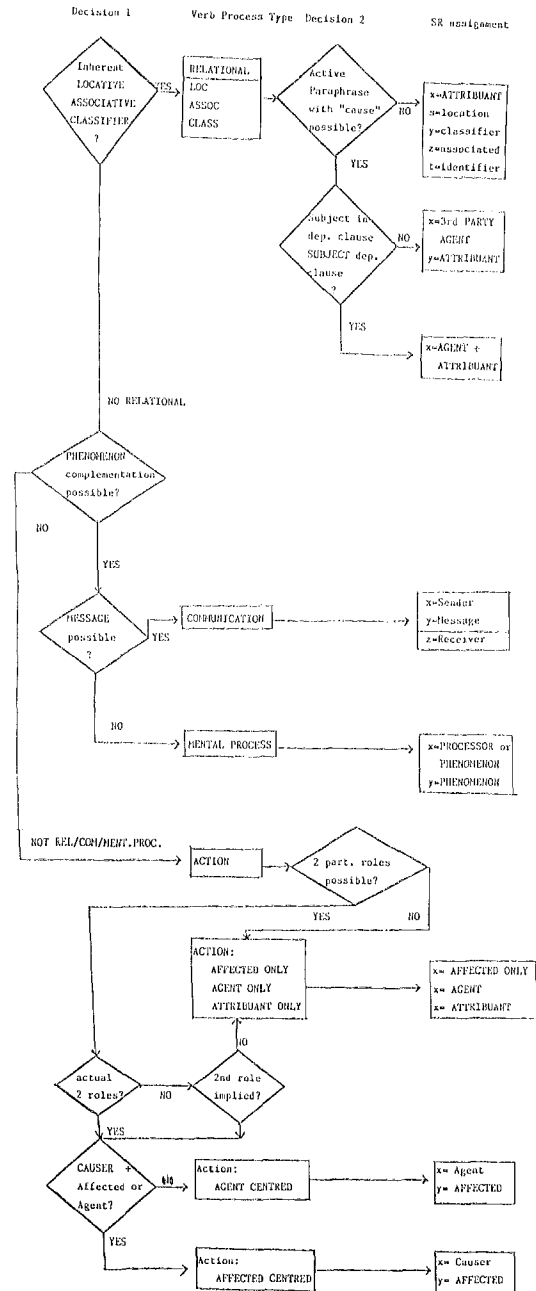 Decision 1
Verb Process Type
Decision 2
SR assignment
Inherent
LOCATIVE
ASSOCIATIVE
CLASSIFIER
?
YES
RELATIONAL
LOC
ASSOC
CLASS
Active
Paraphrase
with "cause"
possible?
NO
x=ATTRIBUANT
s=location
y=classifier
z=associated
t=identifier
YES
Subject in
dep. clause
SUBJECT dep.
clause
?
NO
x=3rd PARTY
AGENT
y=ATTRIBUANT
YES
x=AGENT +
ATTRIBUANT
NO RELATIONAL
PHENOMENON
complementation
possible?
NO
YES
MESSAGE
possible
?
YES
COMMUNICATION
x=Sender
y=Message
z=Receiver
NO
MENTAL PROCESS
x=PROCESSOR or
PHENOMENON
y=PHENOMENON
NOT REL/COM/MENT.PROC.
ACTION
2 part. roles
possible?
YES
NO
ACTION:
AFFECTED ONLY
AGENT ONLY
ATTRIBUANT ONLY
x= AFFECTED ONLY
x= AGENT
x= ATTRIBUANT
NO
actual
2 roles?
NO
2nd role
implied?
YES
CAUSER +
Affected or
Agent?
NO
Action:
AGENT CENTRED
x= Agent
y= AFFECTED
YES
Action:
AFFECTED CENTRED
x= Causer
y= AFFECTED